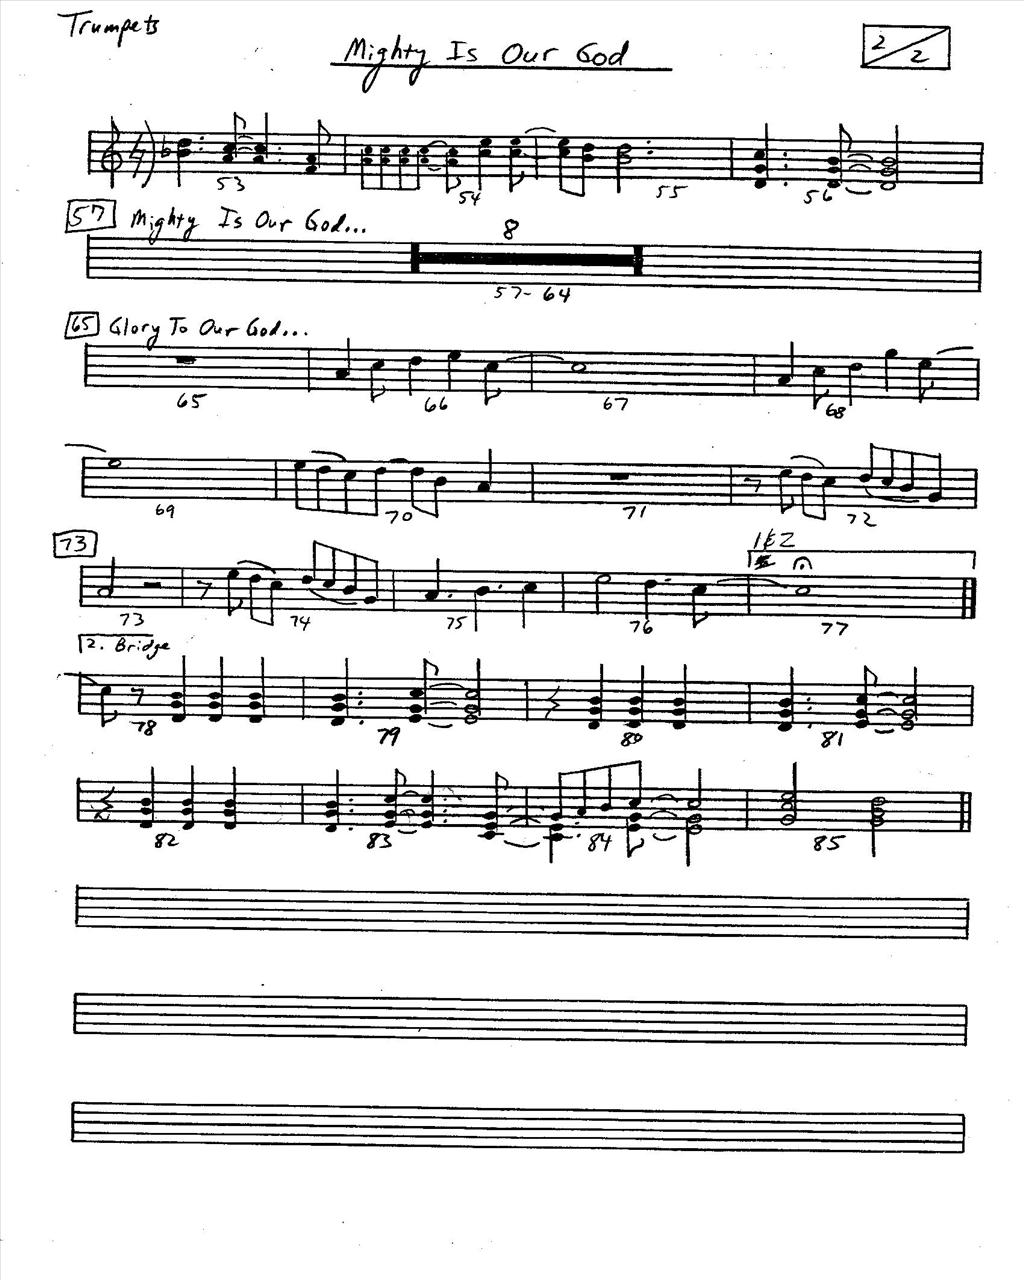 Trumpets
Mighty Is Our God
2/2
53 54 55 56
57 Mighty Is Our God... 8
57-64
65 Glory To Our God...
65 66 67 68
69 70 71 72
73 1&2
73 74 75 76 77
2. Bridge
78 79 80 81
82 83 84 85